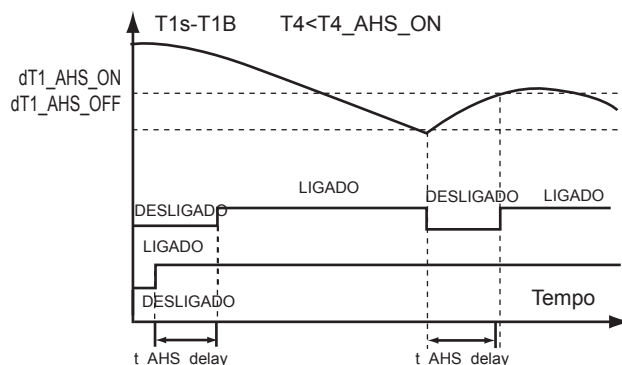 T1s-T1B T4<T4_AHS_ON
dT1_AHS_ON
dT1_AHS_OFF
DESLIGADO LIGADO DESLIGADO LIGADO
LIGADO
DESLIGADO Tempo
t AHS delay t AHS delay